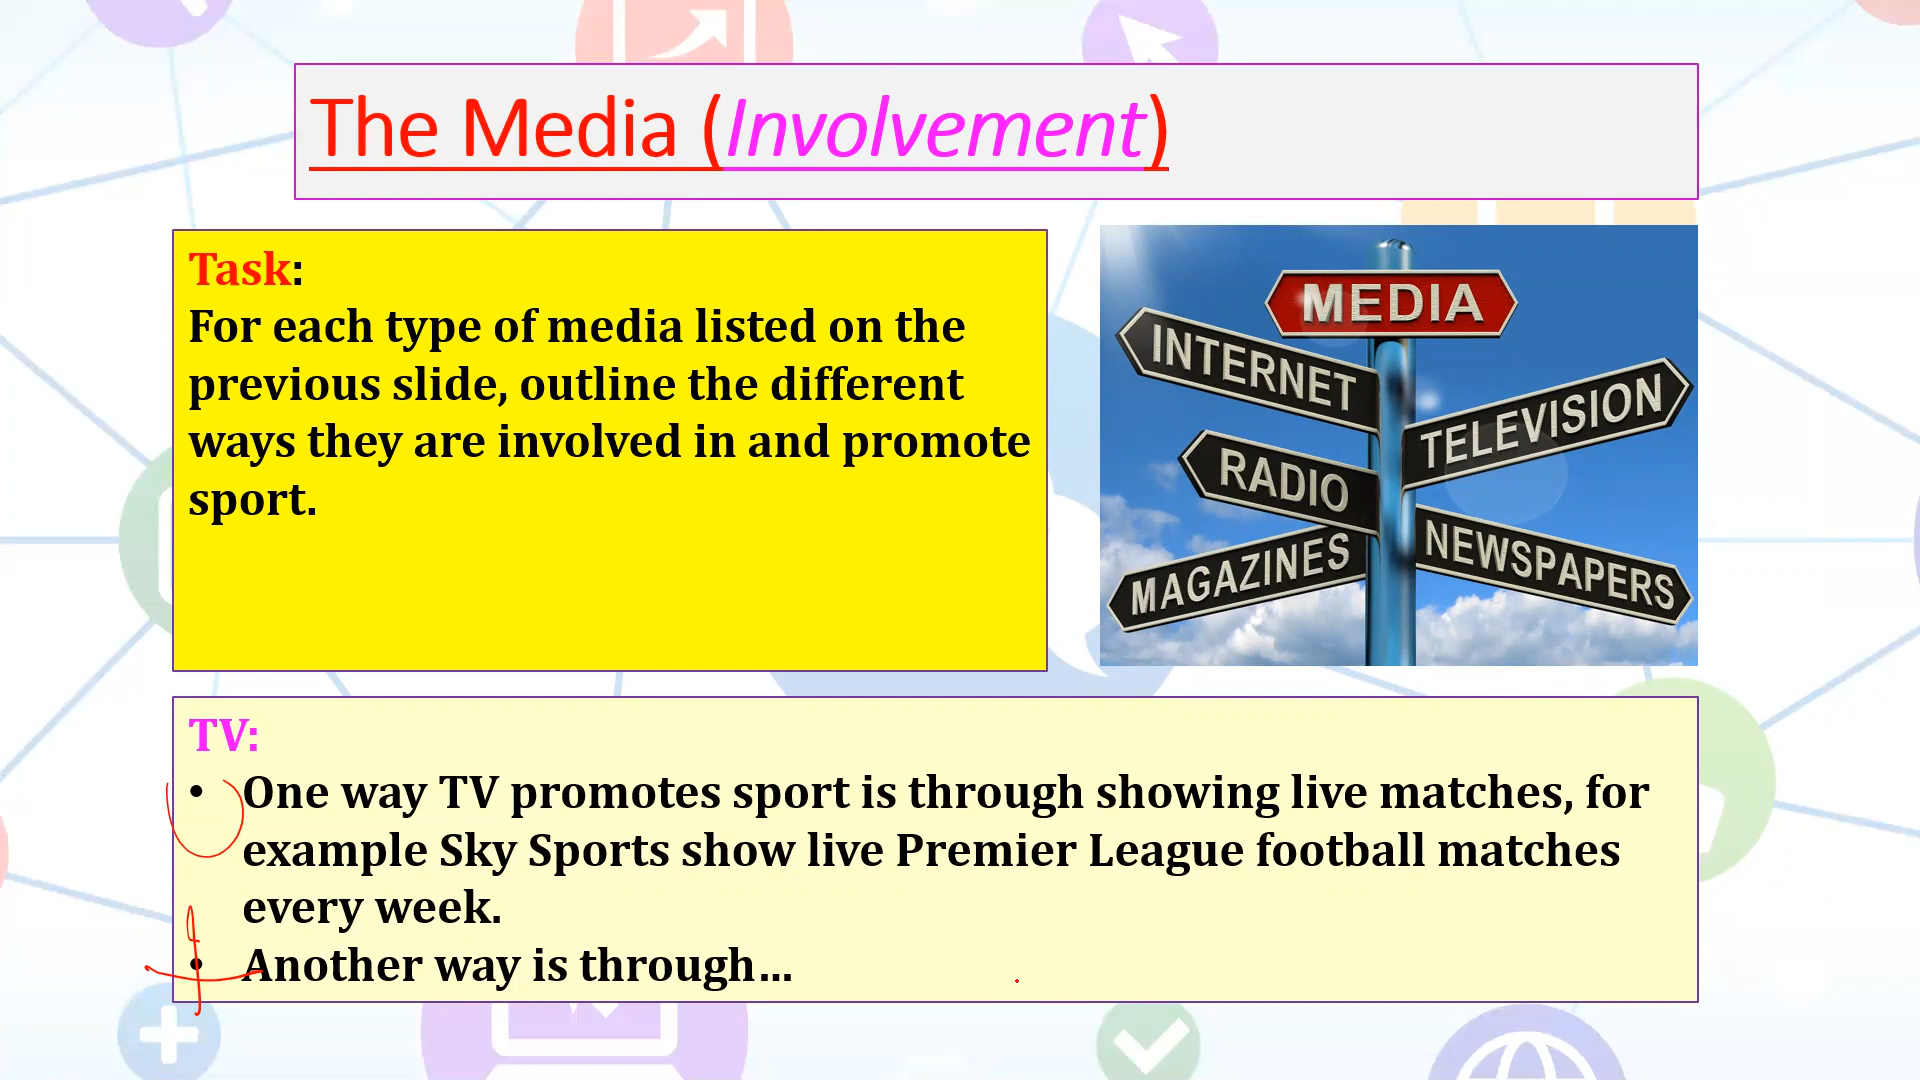 The Media (Involvement)
Task:
For each type of media listed on the
previous slide, outline the different
ways they are involved in and promote
sport.
MEDIA
INTERNET
TELEVISION
RADIO
NEWSPAPERS
MAGAZINES
TV:
• One way TV promotes sport is through showing live matches, for
example Sky Sports show live Premier League football matches
every week.
• Another way is through…